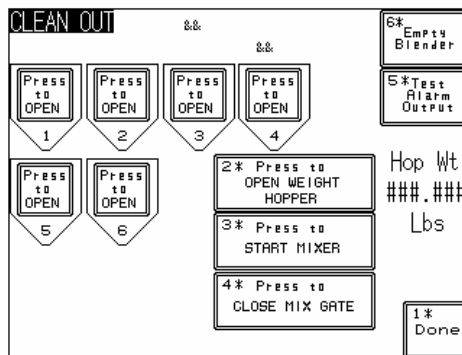 CLEAN OUT
&&
&&
6*
Empty
Blender
5*Test
Alarm
Output
Press
to
OPEN
1
Press
to
OPEN
2
Press
to
OPEN
3
Press
to
OPEN
4
Press
to
OPEN
5
Press
to
OPEN
6
2* Press to
OPEN WEIGHT
HOPPER
3* Press to
START MIXER
4* Press to
CLOSE MIX GATE
Hop Wt
###.###
Lbs
1*
Done